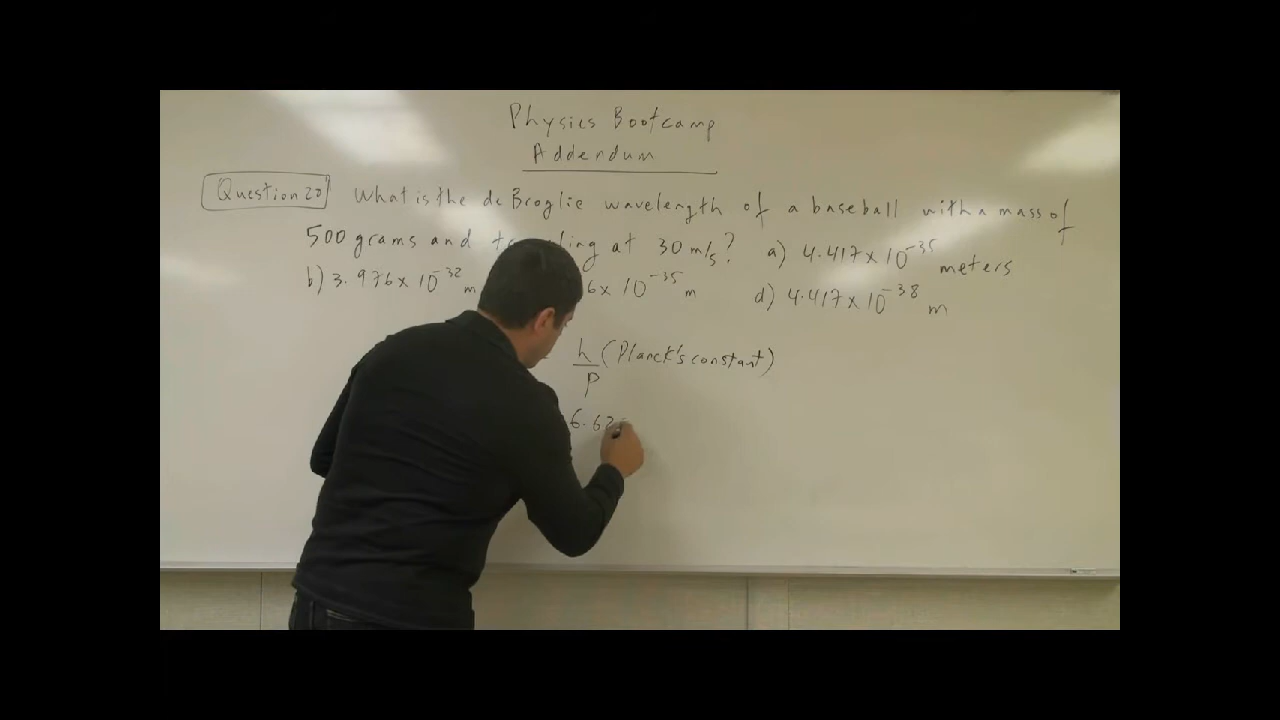 Physics Bootcamp
Addendum
Question 20 What is the de Broglie wavelength of a baseball with a mass of
500 grams and at 30 m/s? a) 4.417 x 10^-35 meters
b) 3.976 x 10^-32 m 6 x 10^-35 m d) 4.417 x 10^-38 m
h (Planck's constant)
p
6.62